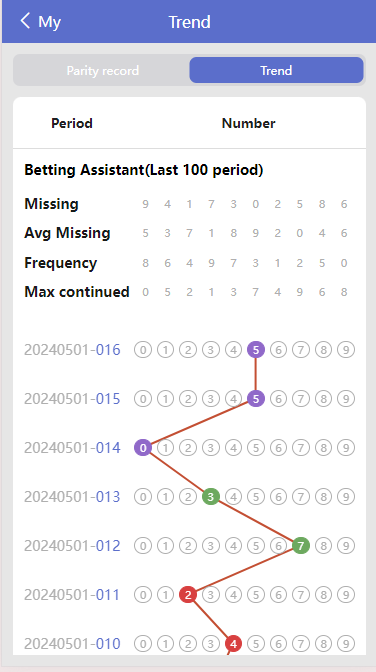 My Trend
Parity record Trend
Period Number
Betting Assistant(Last 100 period)
Missing 9 4 1 7 3 0 2 5 8 6
Avg Missing 5 3 7 1 8 9 2 0 4 6
Frequency 8 6 4 9 7 3 1 2 5 0
Max continued 0 5 2 1 3 7 4 9 6 8
20240501-016 0 1 2 3 4 5 6 7 8 9
20240501-015 0 1 2 3 4 5 6 7 8 9
20240501-014 0 1 2 3 4 5 6 7 8 9
20240501-013 0 1 2 3 4 5 6 7 8 9
20240501-012 0 1 2 3 4 5 6 7 8 9
20240501-011 0 1 2 3 4 5 6 7 8 9
20240501-010 0 1 2 3 4 5 6 7 8 9